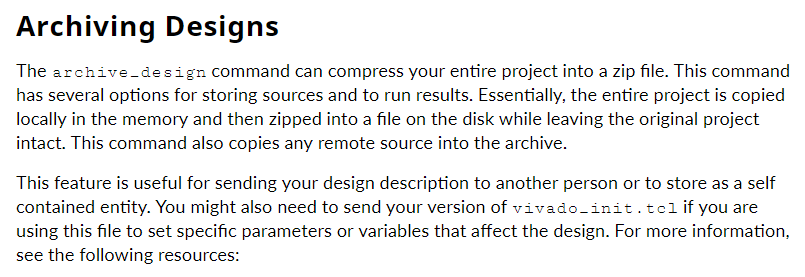 Archiving Designs
The archive_design command can compress your entire project into a zip file. This command
has several options for storing sources and to run results. Essentially, the entire project is copied
locally in the memory and then zipped into a file on the disk while leaving the original project
intact. This command also copies any remote source into the archive.
This feature is useful for sending your design description to another person or to store as a self
contained entity. You might also need to send your version of vivado_init.tcl if you are
using this file to set specific parameters or variables that affect the design. For more information,
see the following resources: